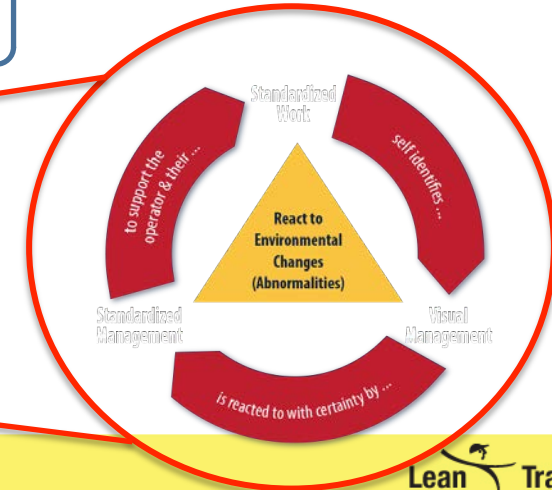 Standardized
Work
self identifies ...
Visual
Management
is reacted to with certainty by ...
Standardized
Management
to support the
operator & their ...
React to
Environmental
Changes
(Abnormalities)
Lean Tra